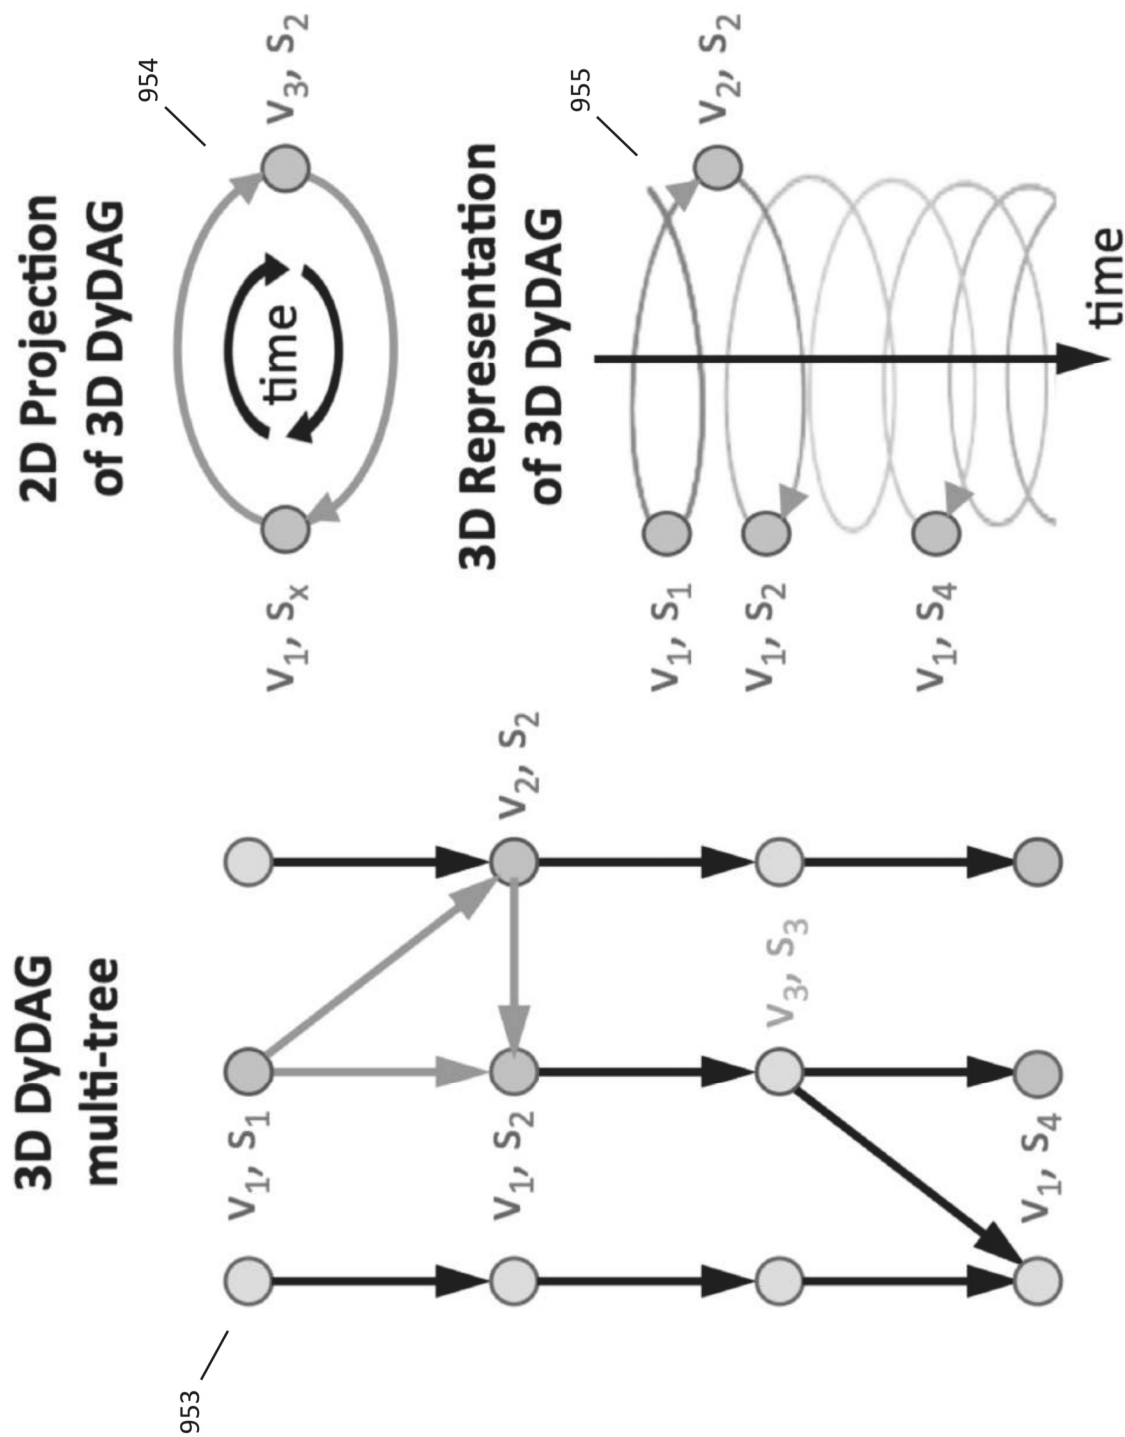 3D DyDAG
multi-tree
953
v₁, s₁
v₁, s₂
v₂, s₂
v₃, s₃
v₁, s₄
2D Projection
of 3D DyDAG
954
v₁, sₓ
time
v₃, s₂
3D Representation
of 3D DyDAG
955
v₁, s₁
v₁, s₂
v₂, s₂
v₁, s₄
time